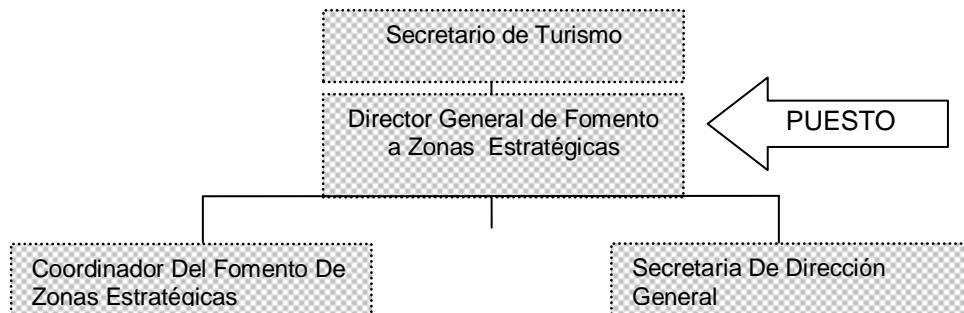 Secretario de Turismo
Director General de Fomento
a Zonas Estratégicas
PUESTO
Coordinador Del Fomento De
Zonas Estratégicas
Secretaria De Dirección
General